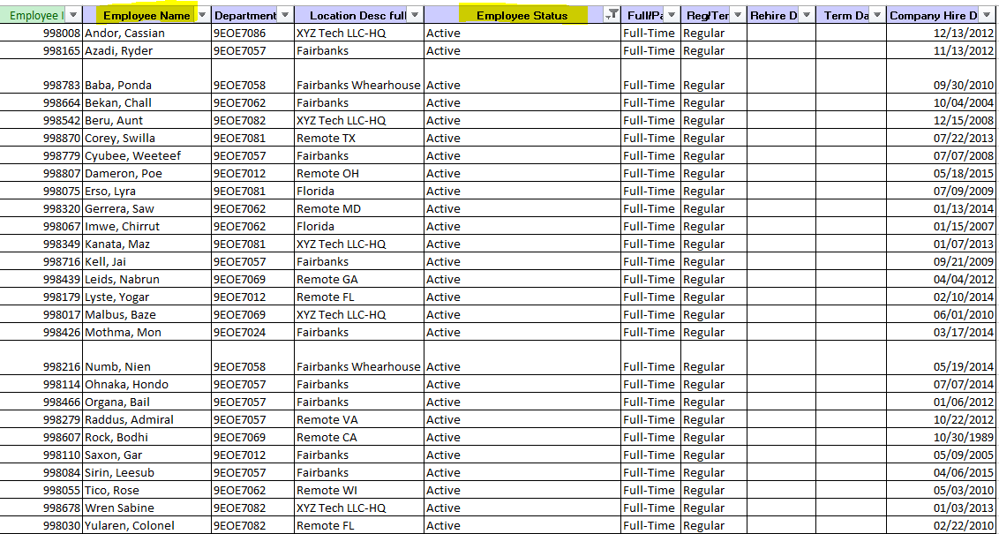 Employee I Employee Name Department Location Desc full Employee Status Full/Pa Reg/Ter Rehire D Term Da Company Hire D
998008 Andor, Cassian 9EOE7086 XYZ Tech LLC-HQ Active Full-Time Regular 12/13/2012
998165 Azadi, Ryder 9EOE7057 Fairbanks Active Full-Time Regular 11/13/2012
998783 Baba, Ponda 9EOE7058 Fairbanks Whearhouse Active Full-Time Regular 09/30/2010
998664 Bekan, Chall 9EOE7062 Fairbanks Active Full-Time Regular 10/04/2004
998542 Beru, Aunt 9EOE7082 XYZ Tech LLC-HQ Active Full-Time Regular 12/15/2008
998870 Corey, Swilla 9EOE7081 Remote TX Active Full-Time Regular 07/22/2013
998779 Cyubee, Weeteef 9EOE7057 Fairbanks Active Full-Time Regular 07/07/2008
998807 Dameron, Poe 9EOE7012 Remote OH Active Full-Time Regular 05/18/2015
998075 Erso, Lyra 9EOE7081 Florida Active Full-Time Regular 07/09/2009
998320 Gerrera, Saw 9EOE7062 Remote MD Active Full-Time Regular 01/13/2014
998067 Imwe, Chirrut 9EOE7062 Florida Active Full-Time Regular 01/15/2007
998349 Kanata, Maz 9EOE7081 XYZ Tech LLC-HQ Active Full-Time Regular 01/07/2013
998716 Kell, Jai 9EOE7057 Fairbanks Active Full-Time Regular 09/21/2009
998439 Leids, Nabrun 9EOE7069 Remote GA Active Full-Time Regular 04/04/2012
998179 Lyste, Yogar 9EOE7012 Remote FL Active Full-Time Regular 02/10/2014
998017 Malbus, Baze 9EOE7069 XYZ Tech LLC-HQ Active Full-Time Regular 06/01/2010
998426 Mothma, Mon 9EOE7024 Fairbanks Active Full-Time Regular 03/17/2014
998216 Numb, Nien 9EOE7058 Fairbanks Whearhouse Active Full-Time Regular 05/19/2014
998114 Ohnaka, Hondo 9EOE7057 Fairbanks Active Full-Time Regular 07/07/2014
998466 Organa, Bail 9EOE7057 Fairbanks Active Full-Time Regular 01/06/2012
998279 Raddus, Admiral 9EOE7057 Remote VA Active Full-Time Regular 10/22/2012
998607 Rock, Bodhi 9EOE7069 Remote CA Active Full-Time Regular 10/30/1989
998110 Saxon, Gar 9EOE7012 Fairbanks Active Full-Time Regular 05/09/2005
998084 Sirin, Leesub 9EOE7057 Fairbanks Active Full-Time Regular 04/06/2015
998055 Tico, Rose 9EOE7062 Remote WI Active Full-Time Regular 05/03/2010
998678 Wren Sabine 9EOE7082 XYZ Tech LLC-HQ Active Full-Time Regular 01/03/2013
998030 Yularen, Colonel 9EOE7082 Remote FL Active Full-Time Regular 02/22/2010